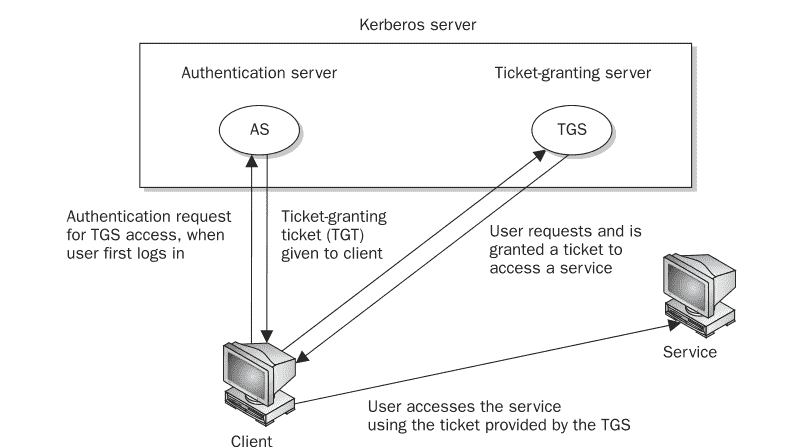 Kerberos server
Authentication server
Ticket-granting server
AS
TGS
Authentication request
for TGS access, when
user first logs in
Ticket-granting
ticket (TGT)
given to client
User requests and is
granted a ticket to
access a service
Service
User accesses the service
using the ticket provided by the TGS
Client